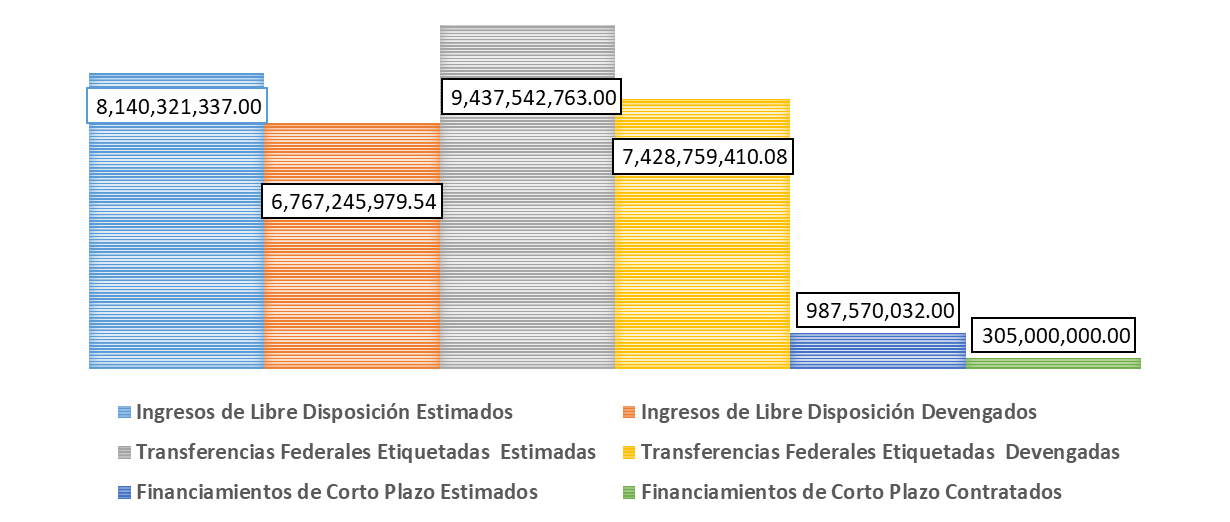 8,140,321,337.00
6,767,245,979.54
9,437,542,763.00
7,428,759,410.08
987,570,032.00
305,000,000.00
Ingresos de Libre Disposición Estimados
Ingresos de Libre Disposición Devengados
Transferencias Federales Etiquetadas  Estimadas
Transferencias Federales Etiquetadas  Devengadas
Financiamientos de Corto Plazo Estimados
Financiamientos de Corto Plazo Contratados